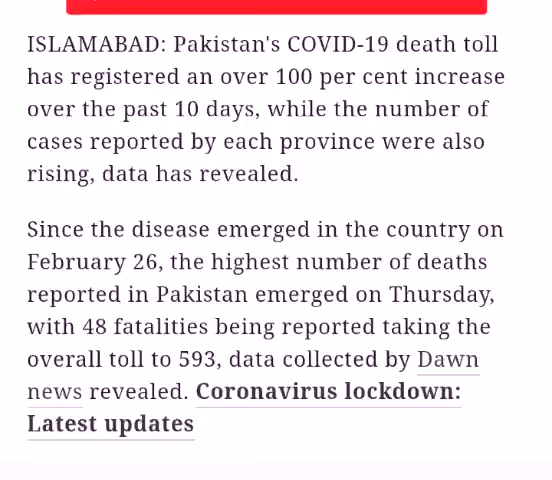 ISLAMABAD: Pakistan's COVID-19 death toll
has registered an over 100 per cent increase
over the past 10 days, while the number of
cases reported by each province were also
rising, data has revealed.
Since the disease emerged in the country on
February 26, the highest number of deaths
reported in Pakistan emerged on Thursday,
with 48 fatalities being reported taking the
overall toll to 593, data collected by Dawn
news revealed. Coronavirus lockdown:
Latest updates